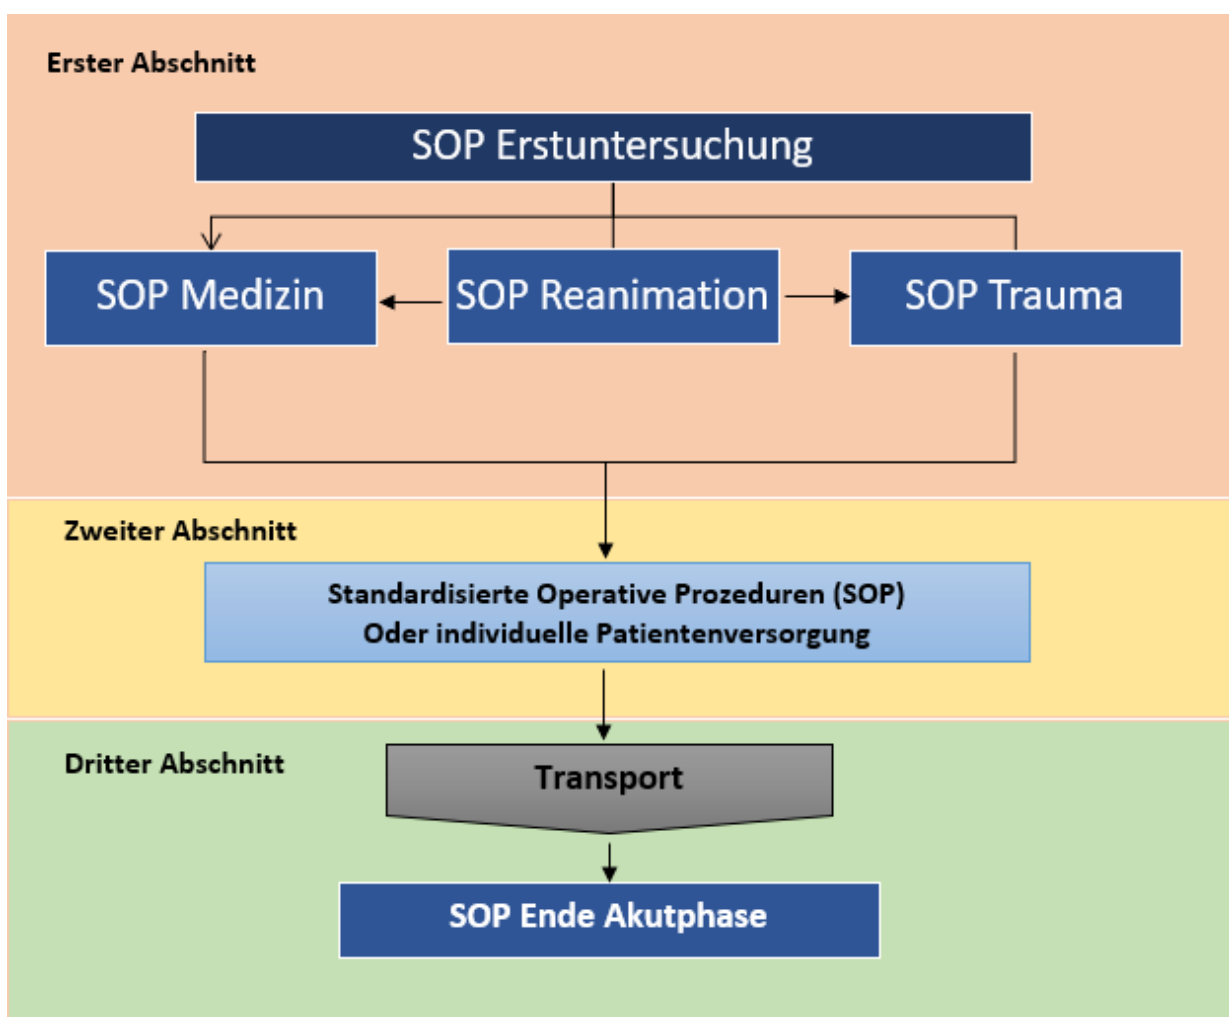 Erster Abschnitt
SOP Erstuntersuchung
SOP Medizin
SOP Reanimation
SOP Trauma
Zweiter Abschnitt
Standardisierte Operative Prozeduren (SOP)
Oder individuelle Patientenversorgung
Dritter Abschnitt
Transport
SOP Ende Akutphase